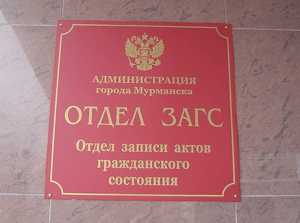 АДМИНИСТРАЦИЯ
города Мурманска
ОТДЕЛ ЗАГС
Отдел записи актов
гражданского
состояния